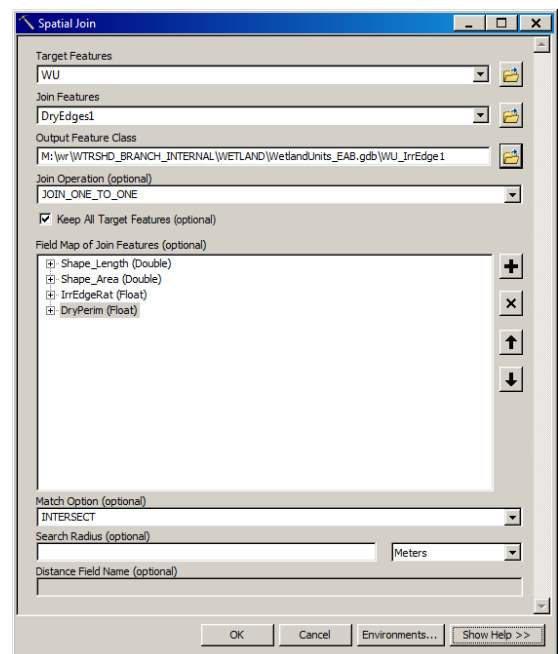 Spatial Join
Target Features
WU
Join Features
DryEdges1
Output Feature Class
M:\wr\WTRSHD_BRANCH_INTERNAL\WETLAND\WetlandUnits_EAB.gdb\WU_IrrEdge1
Join Operation (optional)
JOIN_ONE_TO_ONE
Keep All Target Features (optional)
Field Map of Join Features (optional)
Shape_Length (Double)
Shape_Area (Double)
IrrEdgeRat (Float)
DryPerim (Float)
Match Option (optional)
INTERSECT
Search Radius (optional)
Meters
Distance Field Name (optional)
OK Cancel Environments... Show Help >>